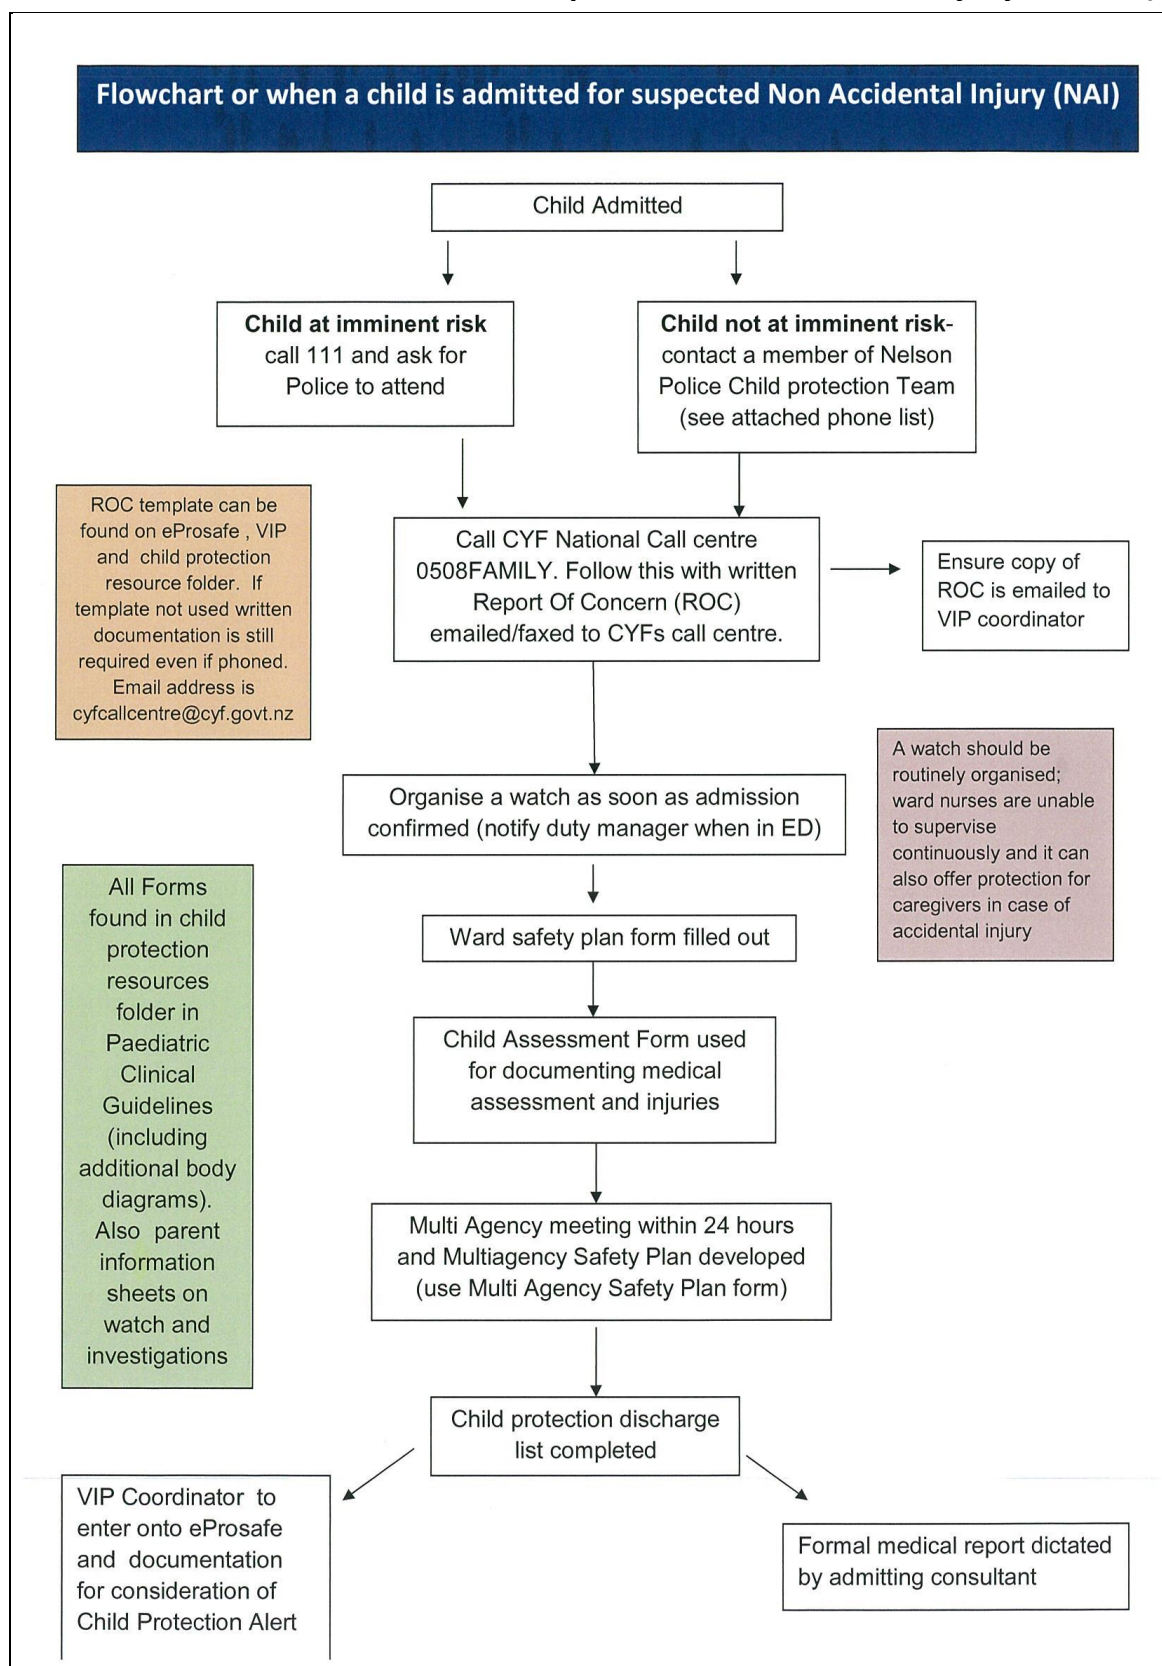 Flowchart or when a child is admitted for suspected Non Accidental Injury (NAI)
Child Admitted
Child at imminent risk
call 111 and ask for
Police to attend
Child not at imminent risk-
contact a member of Nelson
Police Child protection Team
(see attached phone list)
ROC template can be
found on eProsafe , VIP
and child protection
resource folder. If
template not used written
documentation is still
required even if phoned.
Email address is
cyfcallcentre@cyf.govt.nz
Call CYF National Call centre
0508FAMILY. Follow this with written
Report Of Concern (ROC)
emailed/faxed to CYFs call centre.
Ensure copy of
ROC is emailed to
VIP coordinator
A watch should be
routinely organised;
ward nurses are unable
to supervise
continuously and it can
also offer protection for
caregivers in case of
accidental injury
Organise a watch as soon as admission
confirmed (notify duty manager when in ED)
All Forms
found in child
protection
resources
folder in
Paediatric
Clinical
Guidelines
(including
additional body
diagrams).
Also parent
information
sheets on
watch and
investigations
Ward safety plan form filled out
Child Assessment Form used
for documenting medical
assessment and injuries
Multi Agency meeting within 24 hours
and Multiagency Safety Plan developed
(use Multi Agency Safety Plan form)
Child protection discharge
list completed
VIP Coordinator to
enter onto eProsafe
and documentation
for consideration of
Child Protection Alert
Formal medical report dictated
by admitting consultant